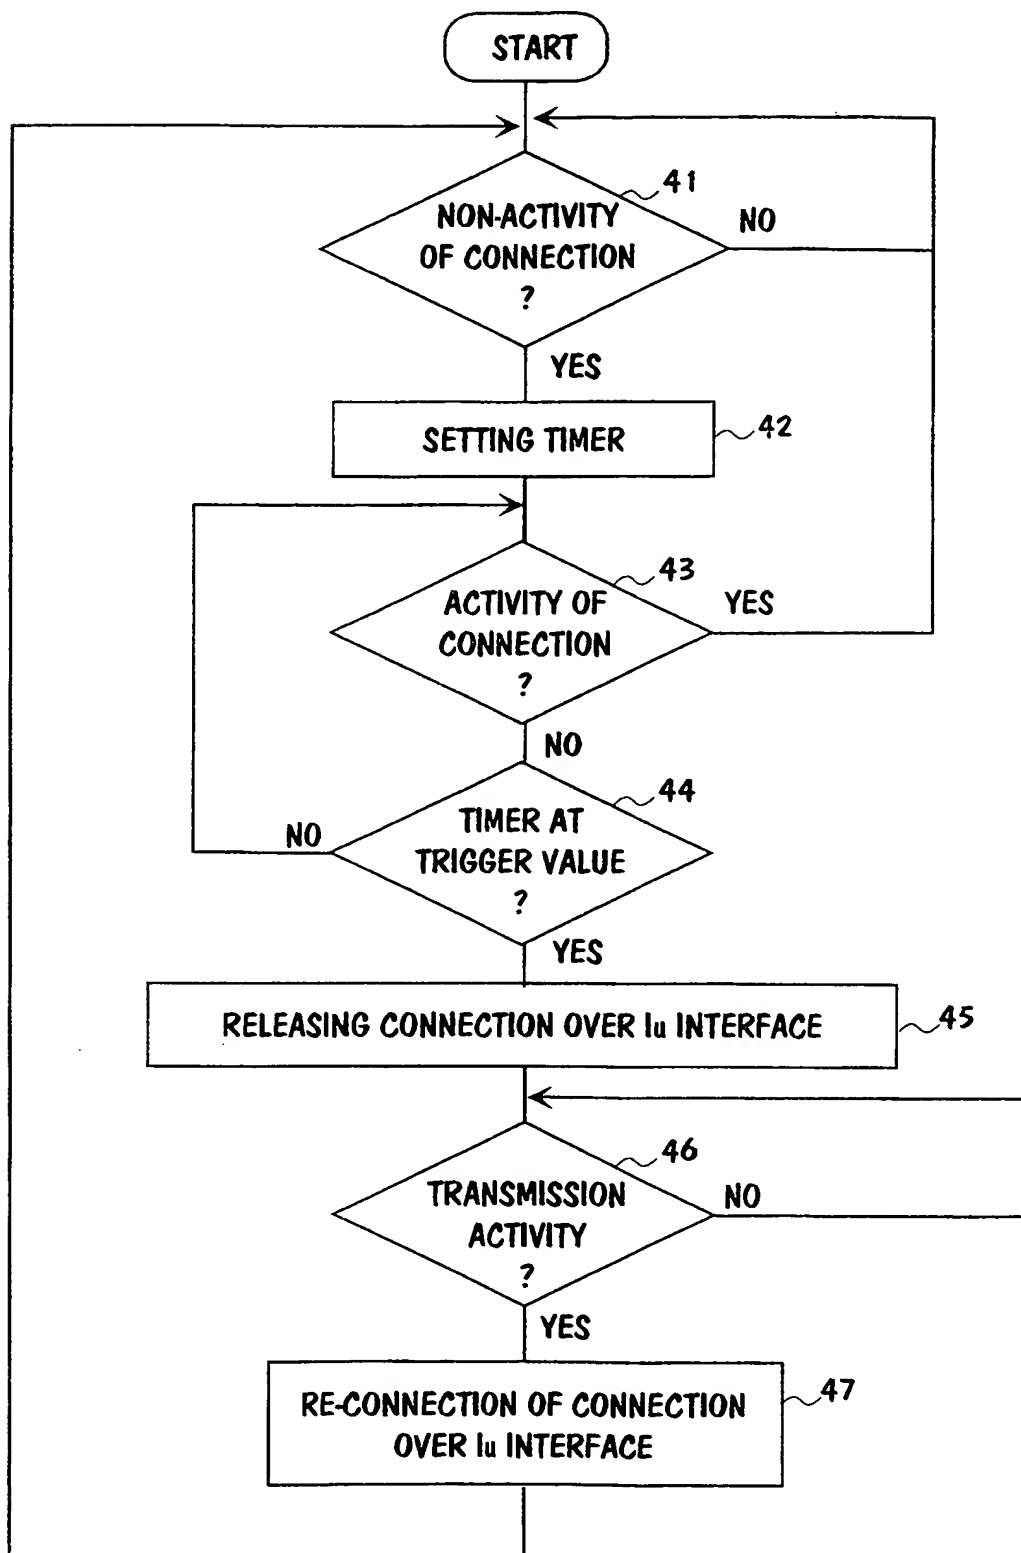 START
41
NON-ACTIVITY
OF CONNECTION
?
NO
YES
SETTING TIMER
42
43
ACTIVITY OF
CONNECTION
?
YES
NO
44
TIMER AT
TRIGGER VALUE
?
NO
YES
RELEASING CONNECTION OVER Iu INTERFACE
45
46
TRANSMISSION
ACTIVITY
?
NO
YES
RE-CONNECTION OF CONNECTION
OVER Iu INTERFACE
47